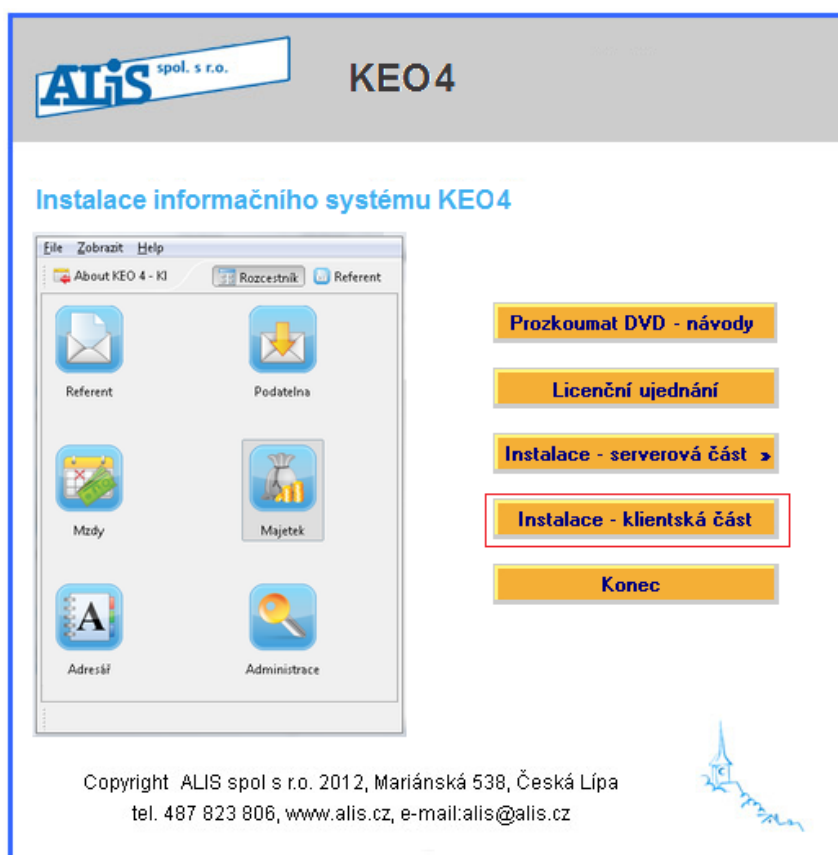 ALiS spol. s r.o.
KEO4
Instalace informačního systému KEO4
File Zobrazit Help
About KEO 4 - KI Rozcestník Referent
Referent Podatelna
Mzdy Majetek
A
Adresář Administrace
Prozkoumat DVD - návody
Licenční ujednání
Instalace - serverová část »
Instalace - klientská část
Konec
Copyright ALIS spol s r.o. 2012, Mariánská 538, Česká Lípa
tel. 487 823 806, www.alis.cz, e-mail:alis@alis.cz